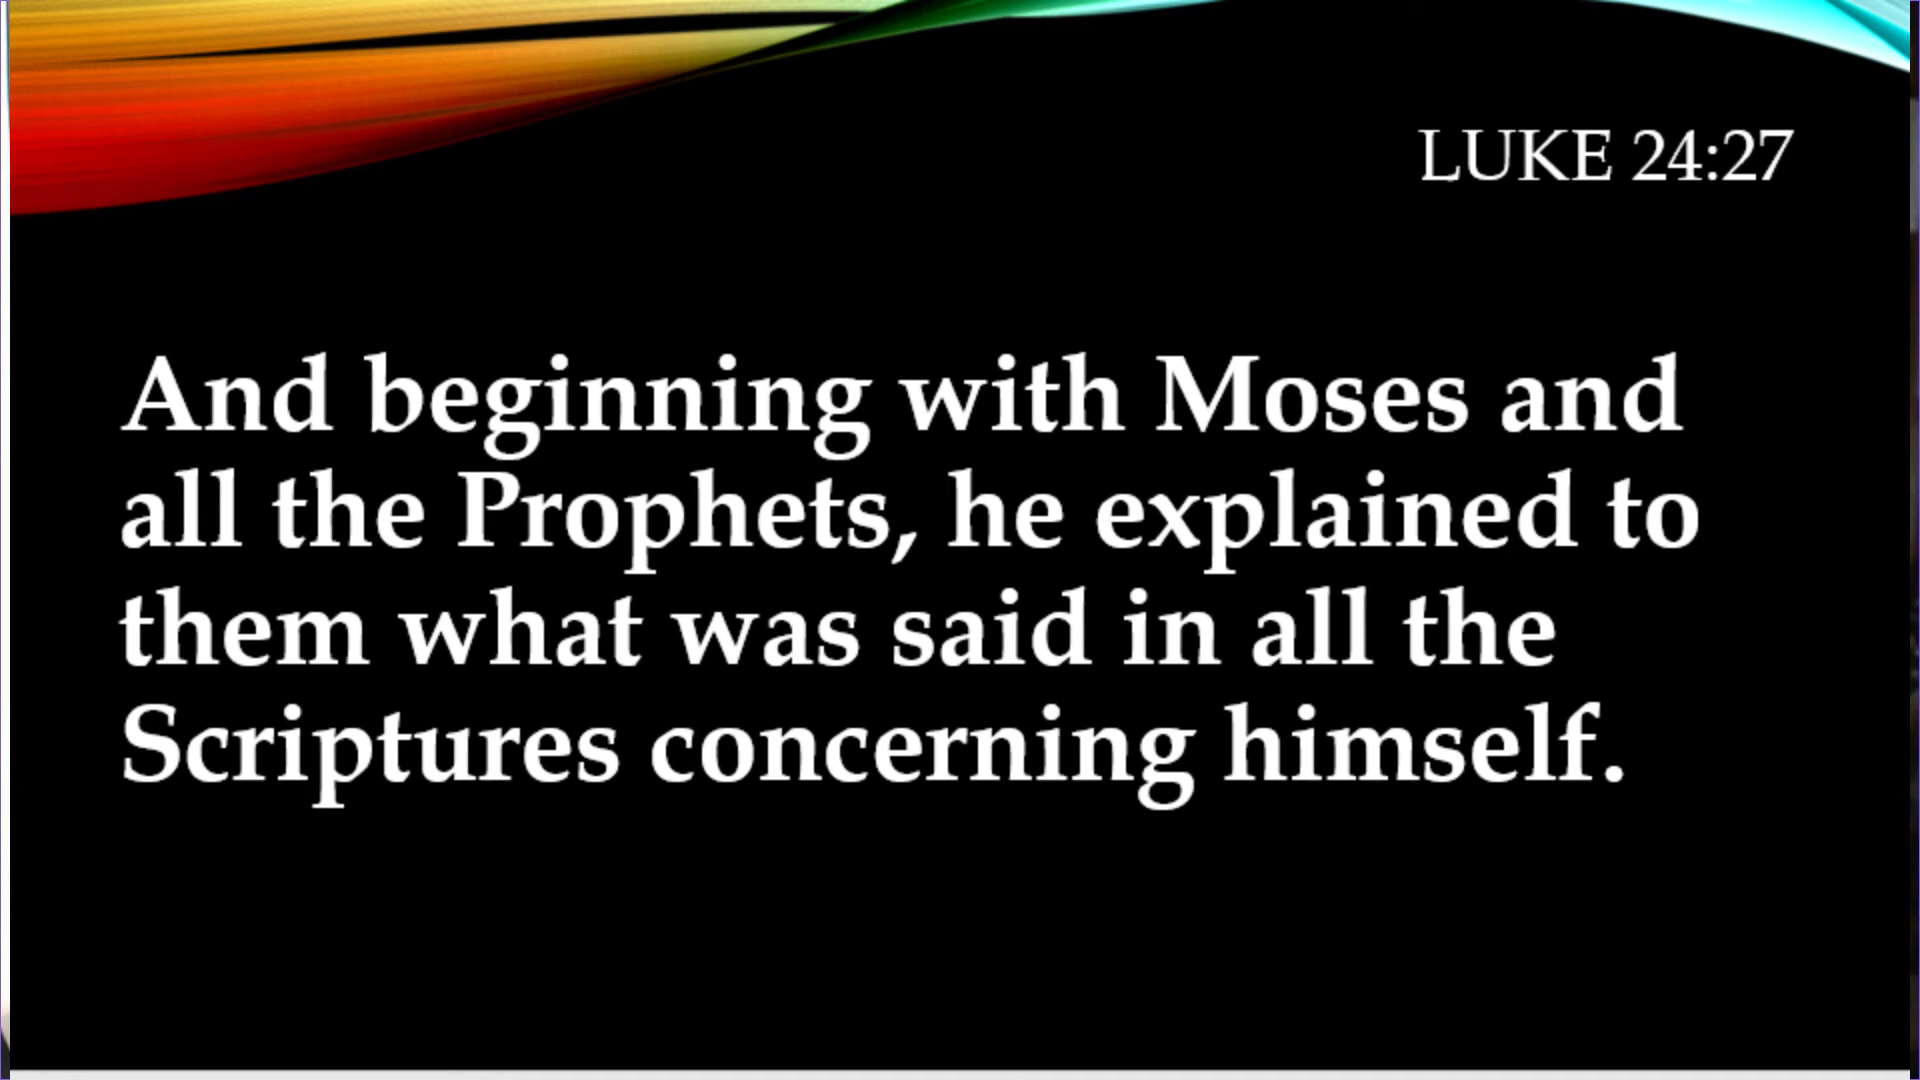 LUKE 24:27
And beginning with Moses and
all the Prophets, he explained to
them what was said in all the
Scriptures concerning himself.